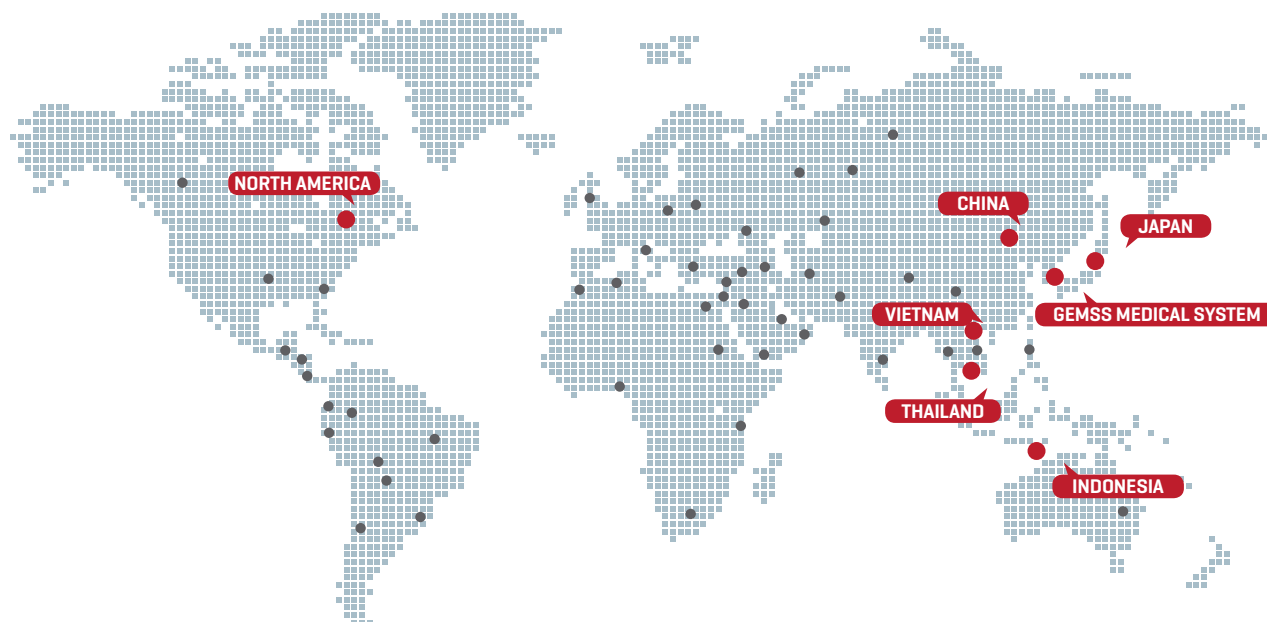 NORTH AMERICA
CHINA
JAPAN
VIETNAM
GEMSS MEDICAL SYSTEM
THAILAND
INDONESIA